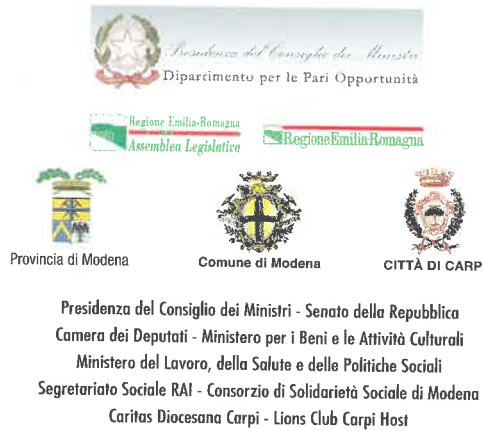 Presidenza del Consiglio dei Ministri
Dipartimento per le Pari Opportunità
Regione Emilia-Romagna
Assemblea Legislativa
RegioneEmilia-Romagna
Provincia di Modena
Comune di Modena
CITTÀ DI CARP
Presidenza del Consiglio dei Ministri - Senato della Repubblica
Camera dei Deputati - Ministero per i Beni e le Attività Culturali
Ministero del Lavoro, della Salute e delle Politiche Sociali
Segretariato Sociale RAI - Consorzio di Solidarietà Sociale di Modena
Caritas Diocesana Carpi - Lions Club Carpi Host